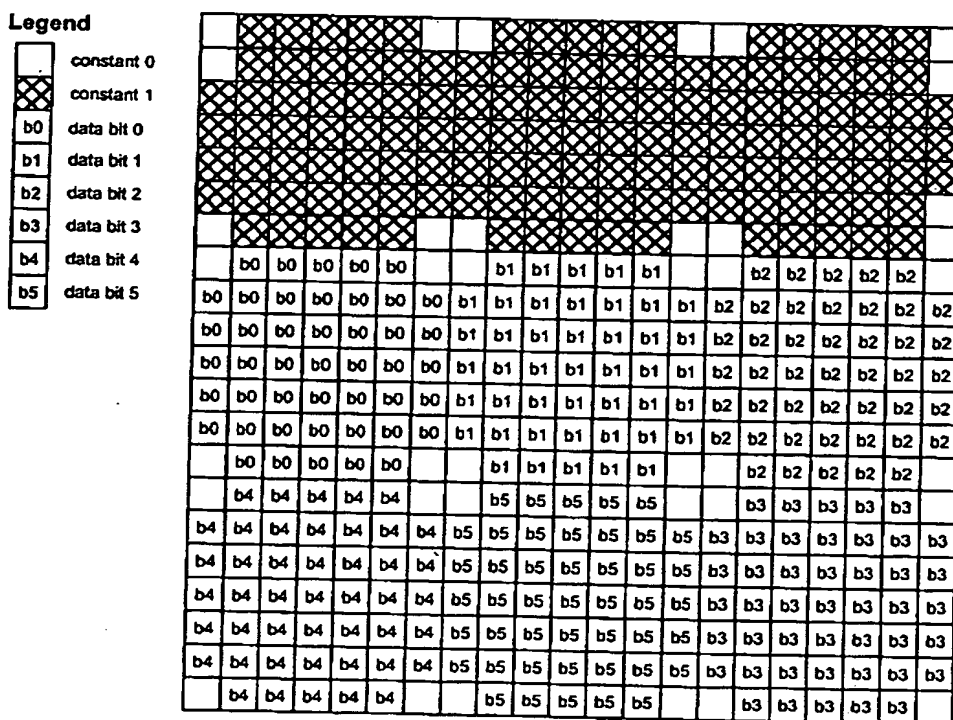 Legend
constant 0
constant 1
b0 data bit 0
b1 data bit 1
b2 data bit 2
b3 data bit 3
b4 data bit 4
b5 data bit 5
b0 b0 b0 b0 b0 b1 b1 b1 b1 b1 b2 b2 b2 b2 b2
b0 b0 b0 b0 b0 b0 b0 b1 b1 b1 b1 b1 b1 b1 b2 b2 b2 b2 b2 b2 b2
b0 b0 b0 b0 b0 b0 b0 b1 b1 b1 b1 b1 b1 b1 b2 b2 b2 b2 b2 b2 b2
b0 b0 b0 b0 b0 b0 b0 b1 b1 b1 b1 b1 b1 b1 b2 b2 b2 b2 b2 b2 b2
b0 b0 b0 b0 b0 b0 b0 b1 b1 b1 b1 b1 b1 b1 b2 b2 b2 b2 b2 b2 b2
b0 b0 b0 b0 b0 b0 b0 b1 b1 b1 b1 b1 b1 b1 b2 b2 b2 b2 b2 b2 b2
b0 b0 b0 b0 b0 b1 b1 b1 b1 b1 b2 b2 b2 b2 b2
b4 b4 b4 b4 b4 b5 b5 b5 b5 b5 b3 b3 b3 b3 b3
b4 b4 b4 b4 b4 b4 b4 b5 b5 b5 b5 b5 b5 b5 b3 b3 b3 b3 b3 b3 b3
b4 b4 b4 b4 b4 b4 b4 b5 b5 b5 b5 b5 b5 b5 b3 b3 b3 b3 b3 b3 b3
b4 b4 b4 b4 b4 b4 b4 b5 b5 b5 b5 b5 b5 b5 b3 b3 b3 b3 b3 b3 b3
b4 b4 b4 b4 b4 b4 b4 b5 b5 b5 b5 b5 b5 b5 b3 b3 b3 b3 b3 b3 b3
b4 b4 b4 b4 b4 b4 b4 b5 b5 b5 b5 b5 b5 b5 b3 b3 b3 b3 b3 b3 b3
b4 b4 b4 b4 b4 b5 b5 b5 b5 b5 b3 b3 b3 b3 b3